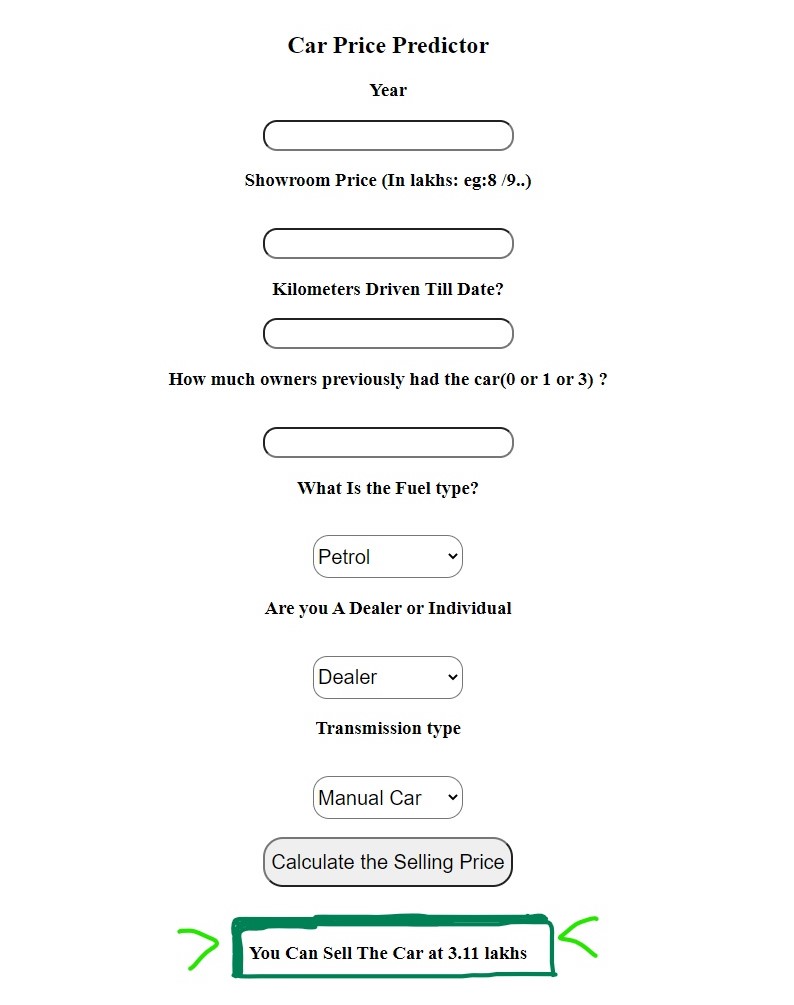 Car Price Predictor
Year
Showroom Price (In lakhs: eg:8 /9..)
Kilometers Driven Till Date?
How much owners previously had the car(0 or 1 or 3) ?
What Is the Fuel type?
Petrol
Are you A Dealer or Individual
Dealer
Transmission type
Manual Car
Calculate the Selling Price
You Can Sell The Car at 3.11 lakhs